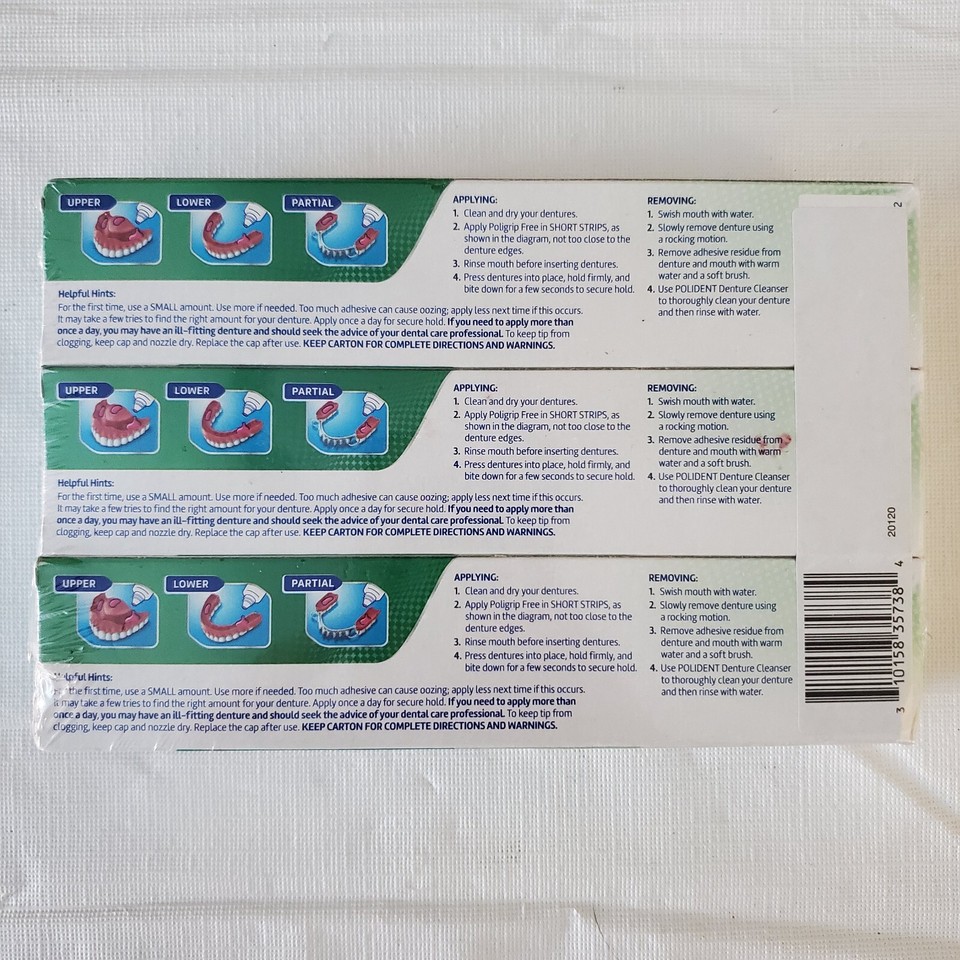 UPPER LOWER PARTIAL
Helpful Hints:
For the first time, use a SMALL amount. Use more if needed. Too much adhesive can cause oozing; apply less next time if this occurs.
It may take a few tries to find the right amount for your denture. Apply once a day for secure hold. If you need to apply more than
once a day, you may have an ill-fitting denture and should seek the advice of your dental care professional. To keep tip from
clogging, keep cap and nozzle dry. Replace the cap after use. KEEP CARTON FOR COMPLETE DIRECTIONS AND WARNINGS.
APPLYING:
1. Clean and dry your dentures.
2. Apply Poligrip Free in SHORT STRIPS, as
shown in the diagram, not too close to the
denture edges.
3. Rinse mouth before inserting dentures.
4. Press dentures into place, hold firmly, and
bite down for a few seconds to secure hold.
REMOVING:
1. Swish mouth with water.
2. Slowly remove denture using
a rocking motion.
3. Remove adhesive residue from
denture and mouth with warm
water and a soft brush.
4. Use POLIDENT Denture Cleanser
to thoroughly clean your denture
and then rinse with water.
2
UPPER LOWER PARTIAL
Helpful Hints:
For the first time, use a SMALL amount. Use more if needed. Too much adhesive can cause oozing; apply less next time if this occurs.
It may take a few tries to find the right amount for your denture. Apply once a day for secure hold. If you need to apply more than
once a day, you may have an ill-fitting denture and should seek the advice of your dental care professional. To keep tip from
clogging, keep cap and nozzle dry. Replace the cap after use. KEEP CARTON FOR COMPLETE DIRECTIONS AND WARNINGS.
APPLYING:
1. Clean and dry your dentures.
2. Apply Poligrip Free in SHORT STRIPS, as
shown in the diagram, not too close to the
denture edges.
3. Rinse mouth before inserting dentures.
4. Press dentures into place, hold firmly, and
bite down for a few seconds to secure hold.
REMOVING:
1. Swish mouth with water.
2. Slowly remove denture using
a rocking motion.
3. Remove adhesive residue from
denture and mouth with warm
water and a soft brush.
4. Use POLIDENT Denture Cleanser
to thoroughly clean your denture
and then rinse with water.
20120
UPPER LOWER PARTIAL
Helpful Hints:
For the first time, use a SMALL amount. Use more if needed. Too much adhesive can cause oozing; apply less next time if this occurs.
It may take a few tries to find the right amount for your denture. Apply once a day for secure hold. If you need to apply more than
once a day, you may have an ill-fitting denture and should seek the advice of your dental care professional. To keep tip from
clogging, keep cap and nozzle dry. Replace the cap after use. KEEP CARTON FOR COMPLETE DIRECTIONS AND WARNINGS.
APPLYING:
1. Clean and dry your dentures.
2. Apply Poligrip Free in SHORT STRIPS, as
shown in the diagram, not too close to the
denture edges.
3. Rinse mouth before inserting dentures.
4. Press dentures into place, hold firmly, and
bite down for a few seconds to secure hold.
REMOVING:
1. Swish mouth with water.
2. Slowly remove denture using
a rocking motion.
3. Remove adhesive residue from
denture and mouth with warm
water and a soft brush.
4. Use POLIDENT Denture Cleanser
to thoroughly clean your denture
and then rinse with water.
3 10158 35738 4